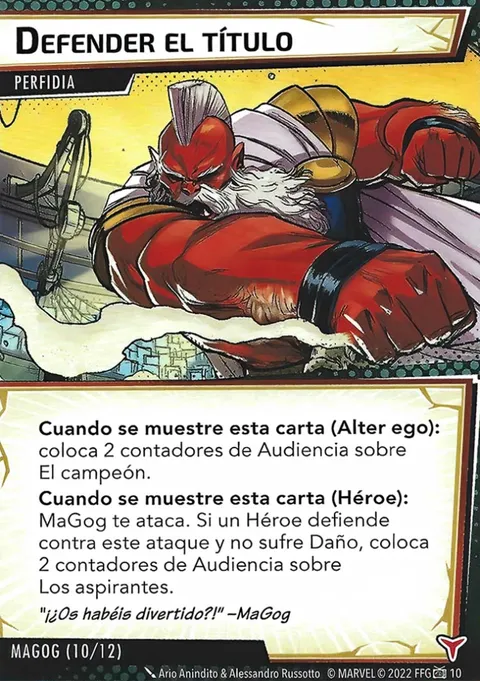 DEFENDER EL TÍTULO
PERFIDIA
Cuando se muestre esta carta (Alter ego):
coloca 2 contadores de Audiencia sobre
El campeón.
Cuando se muestre esta carta (Héroe):
MaGog te ataca. Si un Héroe defiende
contra este ataque y no sufre Daño, coloca
2 contadores de Audiencia sobre
Los aspirantes.
"¡¿Os habéis divertido?!" –MaGog
MAGOG (10/12)
Ario Anindito & Alessandro Russotto © MARVEL © 2022 FFG 10